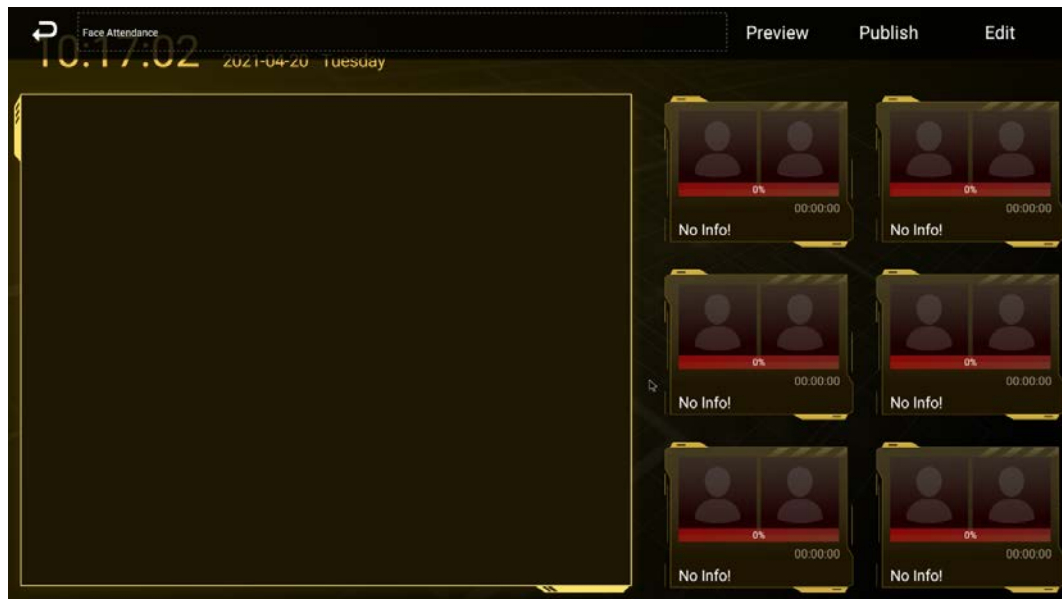 Face Attendance
Preview Publish Edit
10:17:02 2021-04-20 Tuesday
0% 0%
00:00:00 00:00:00
No Info! No Info!
0% 0%
00:00:00 00:00:00
No Info! No Info!
0% 0%
00:00:00 00:00:00
No Info! No Info!